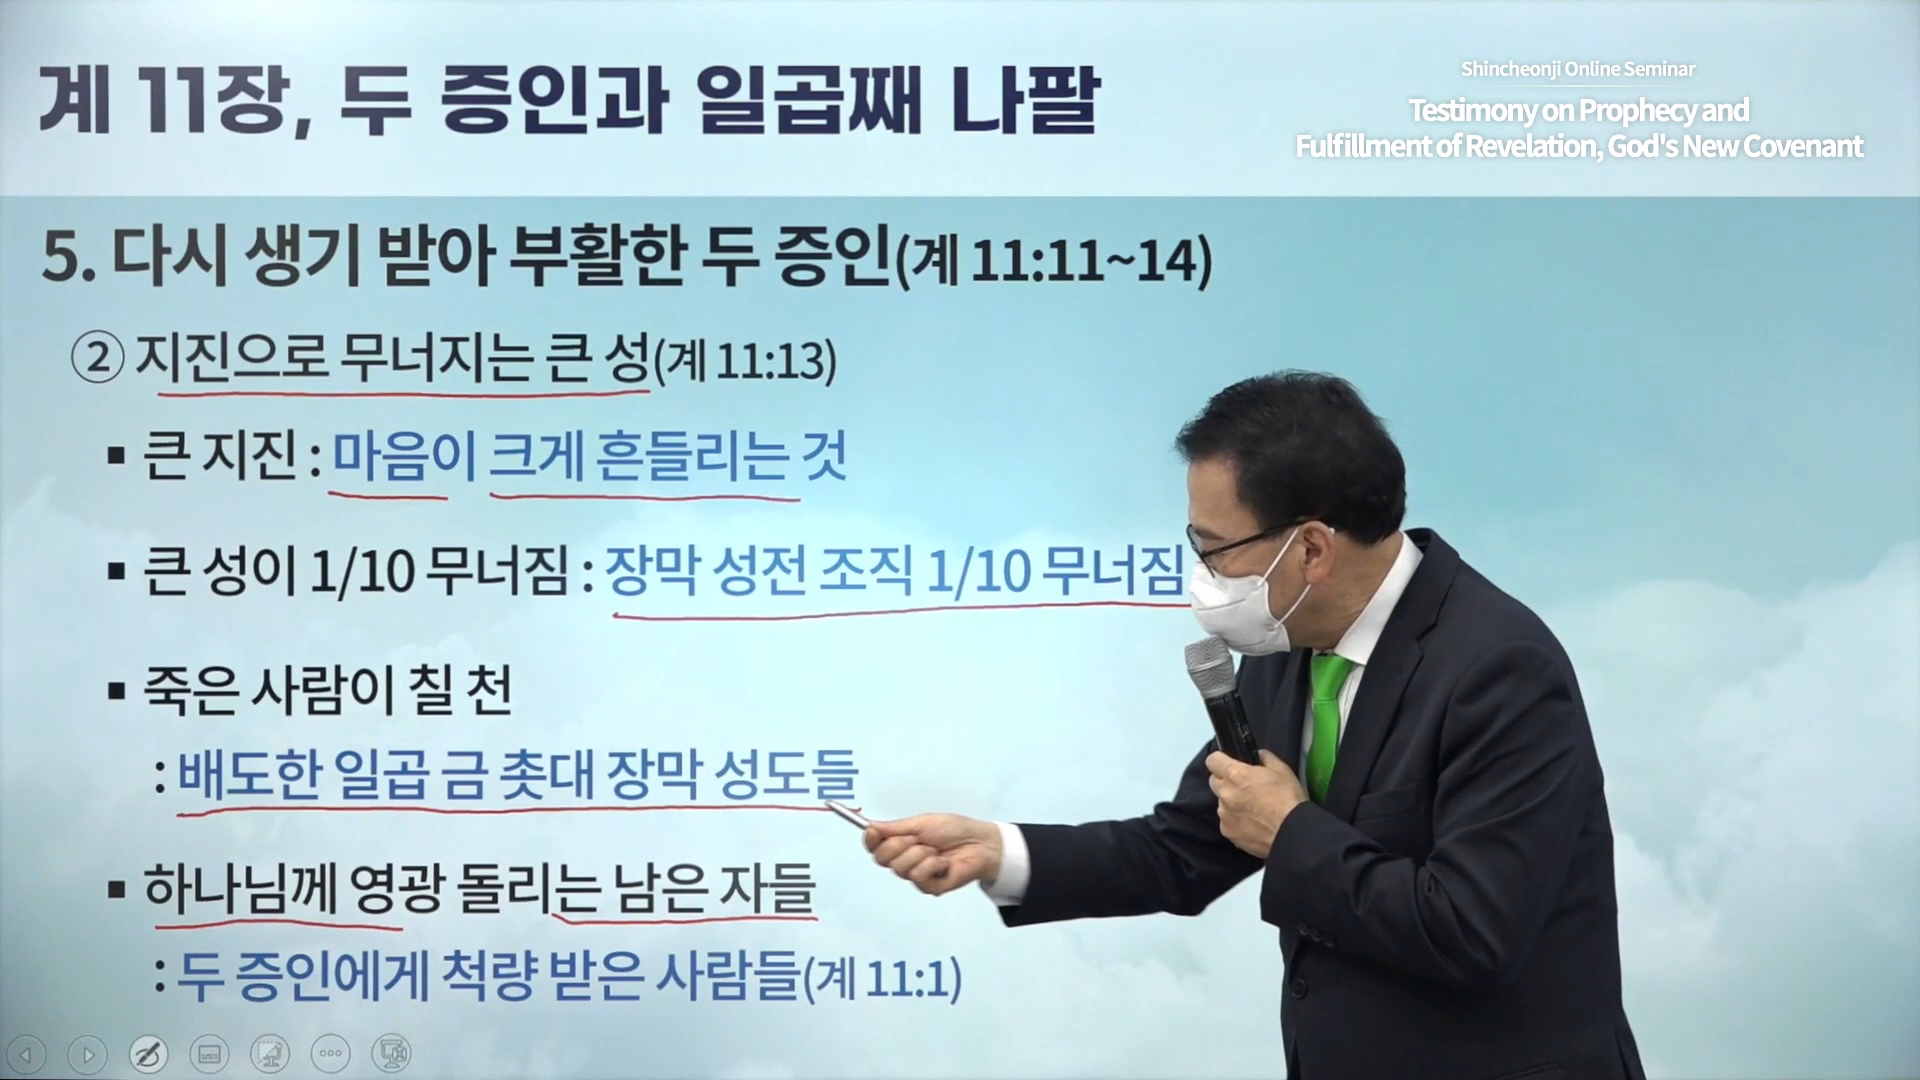 계 11장, 두 증인과 일곱째 나팔
Shincheonji Online Seminar
Testimony on Prophecy and
Fulfillment of Revelation, God's New Covenant
5. 다시 생기 받아 부활한 두 증인(계 11:11~14)
② 지진으로 무너지는 큰 성(계 11:13)
▪ 큰 지진 : 마음이 크게 흔들리는 것
▪ 큰 성이 1/10 무너짐 : 장막 성전 조직 1/10 무너짐
▪ 죽은 사람이 칠 천
: 배도한 일곱 금 촛대 장막 성도들
▪ 하나님께 영광 돌리는 남은 자들
: 두 증인에게 척량 받은 사람들(계 11:1)